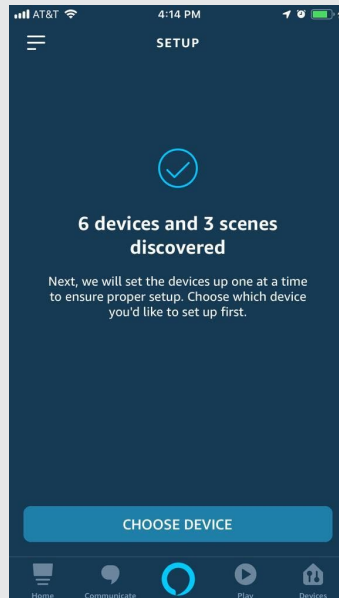 AT&T 4:14 PM
SETUP
6 devices and 3 scenes
discovered
Next, we will set the devices up one at a time
to ensure proper setup. Choose which device
you'd like to set up first.
CHOOSE DEVICE
Home Communicate Play Devices